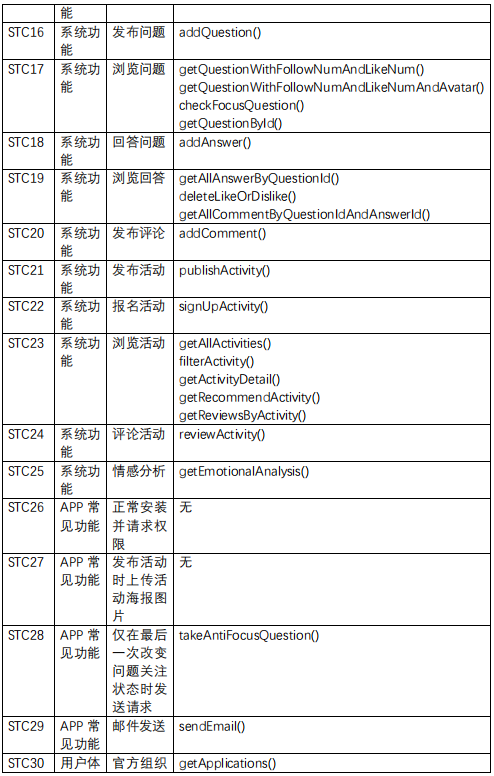 能
STC16 系统功 发布问题 addQuestion()
能
STC17 系统功 浏览问题 getQuestionWithFollowNumAndLikeNum()
能 getQuestionWithFollowNumAndLikeNumAndAvatar()
checkFocusQuestion()
getQuestionById()
STC18 系统功 回答问题 addAnswer()
能
STC19 系统功 浏览回答 getAllAnswerByQuestionId()
能 deleteLikeOrDislike()
getAllCommentByQuestionIdAndAnswerId()
STC20 系统功 发布评论 addComment()
能
STC21 系统功 发布活动 publishActivity()
能
STC22 系统功 报名活动 signUpActivity()
能
STC23 系统功 浏览活动 getAllActivities()
能 filterActivity()
getActivityDetail()
getRecommendActivity()
getReviewsByActivity()
STC24 系统功 评论活动 reviewActivity()
能
STC25 系统功 情感分析 getEmotionalAnalysis()
能
STC26 APP 常 正常安装 无
见功能 并请求权
限
STC27 APP 常 发布活动 无
见功能 时上传活
动海报图
片
STC28 APP 常 仅在最后 takeAntiFocusQuestion()
见功能 一次改变
问题关注
状态时发
送请求
STC29 APP 常 邮件发送 sendEmail()
见功能
STC30 用户体 官方组织 getApplications()